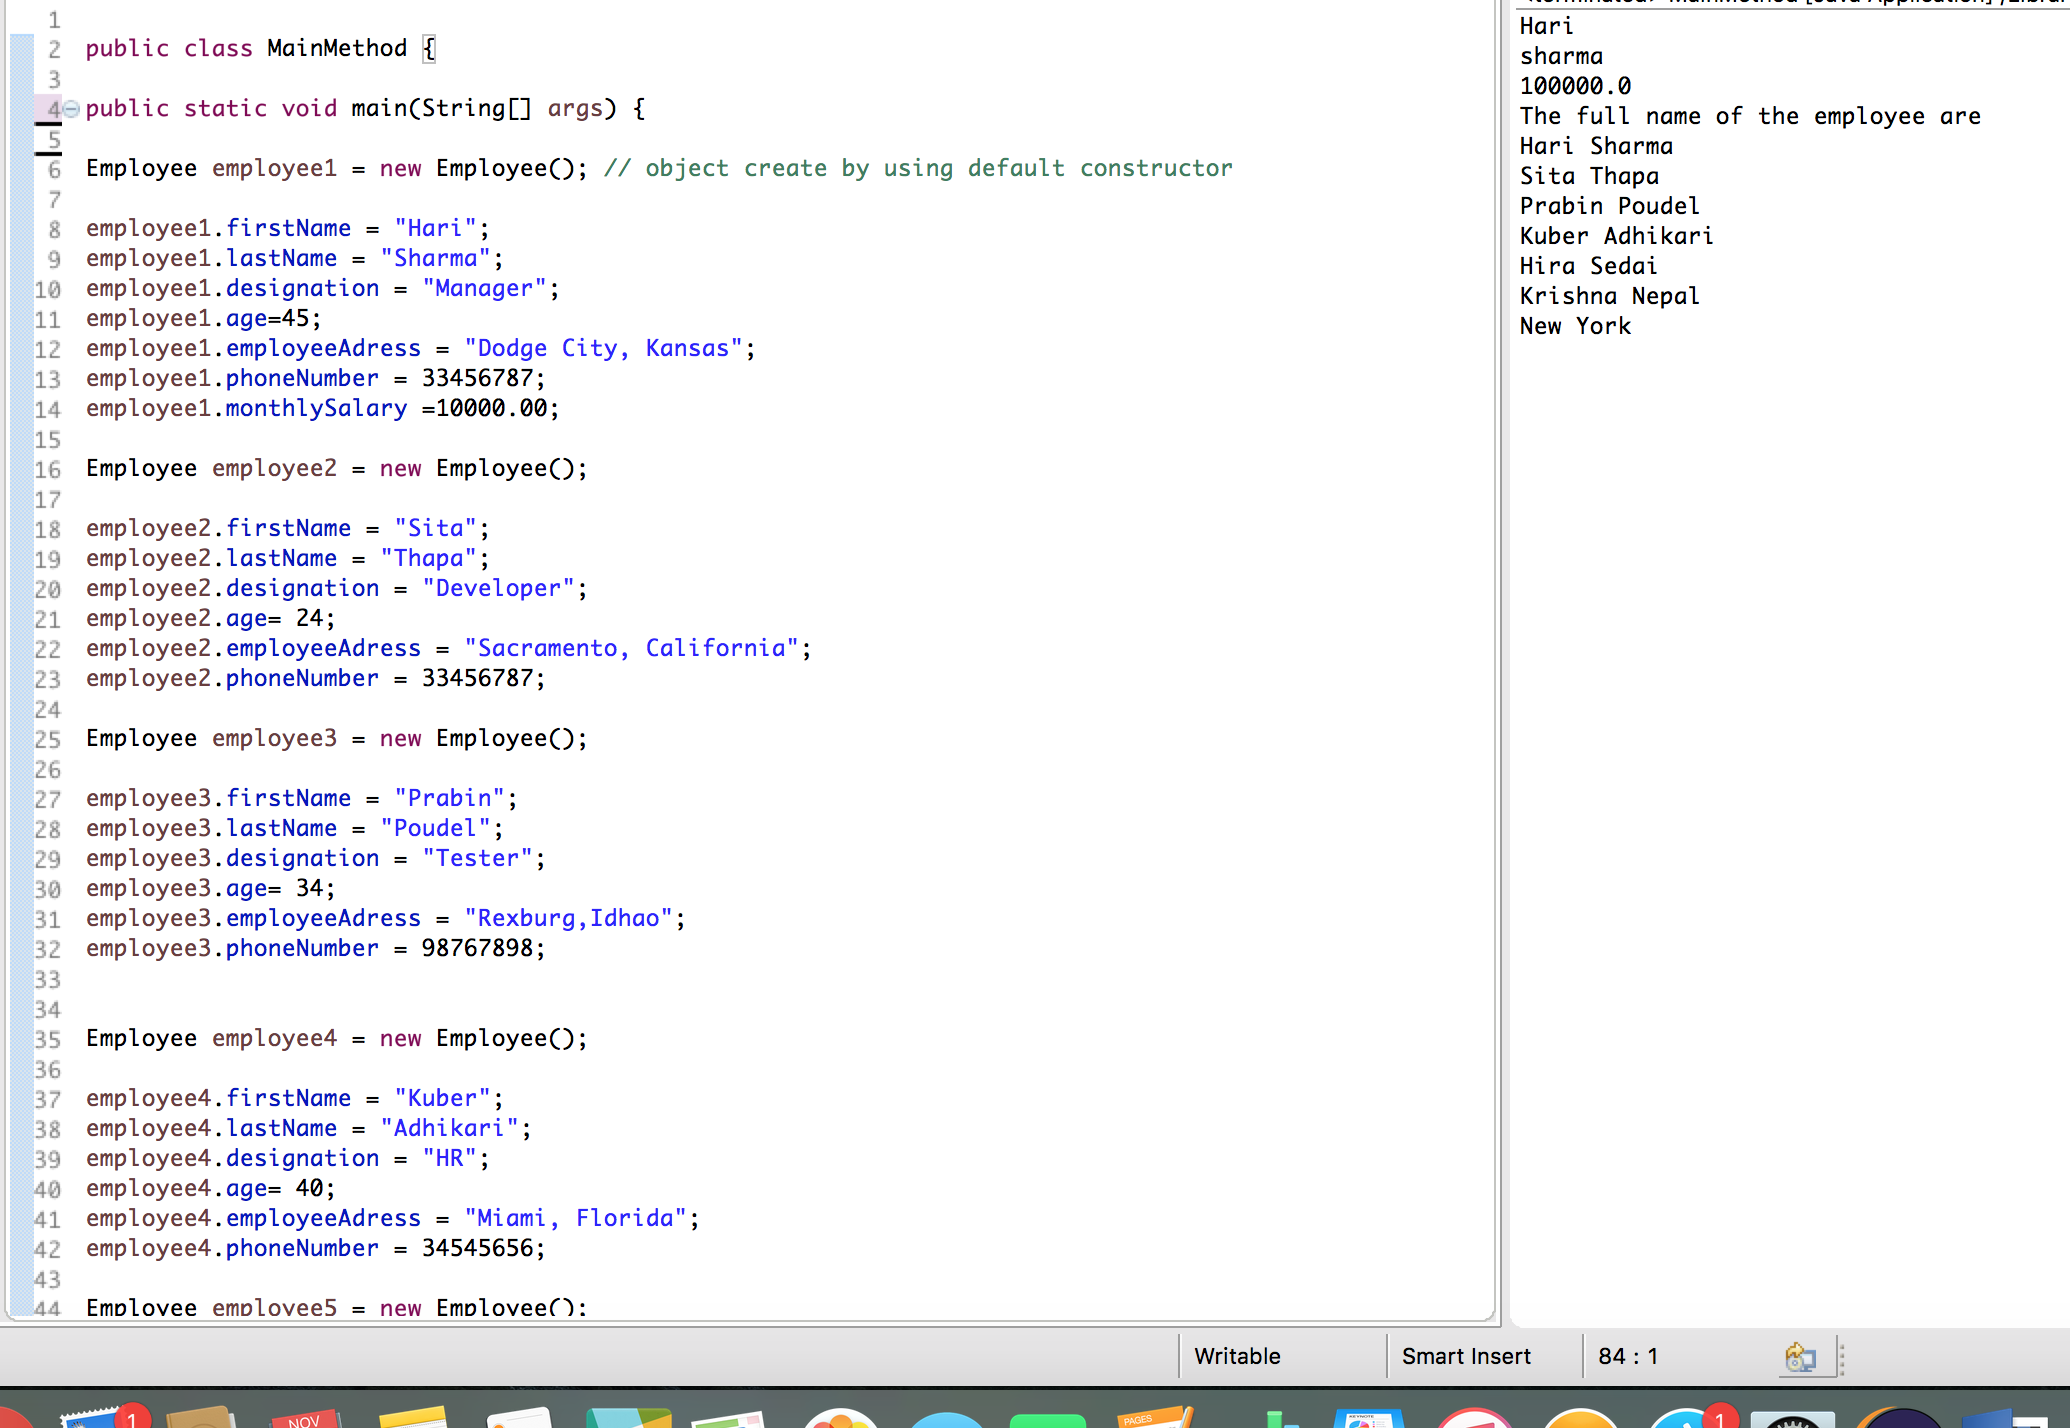 1
2 public class MainMethod {
3
4 public static void main(String[] args) {
5
6 Employee employee1 = new Employee(); // object create by using default constructor
7
8 employee1.firstName = "Hari";
9 employee1.lastName = "Sharma";
10 employee1.designation = "Manager";
11 employee1.age=45;
12 employee1.employeeAdress = "Dodge City, Kansas";
13 employee1.phoneNumber = 33456787;
14 employee1.monthlySalary =10000.00;
15
16 Employee employee2 = new Employee();
17
18 employee2.firstName = "Sita";
19 employee2.lastName = "Thapa";
20 employee2.designation = "Developer";
21 employee2.age= 24;
22 employee2.employeeAdress = "Sacramento, California";
23 employee2.phoneNumber = 33456787;
24
25 Employee employee3 = new Employee();
26
27 employee3.firstName = "Prabin";
28 employee3.lastName = "Poudel";
29 employee3.designation = "Tester";
30 employee3.age= 34;
31 employee3.employeeAdress = "Rexburg,Idhao";
32 employee3.phoneNumber = 98767898;
33
34
35 Employee employee4 = new Employee();
36
37 employee4.firstName = "Kuber";
38 employee4.lastName = "Adhikari";
39 employee4.designation = "HR";
40 employee4.age= 40;
41 employee4.employeeAdress = "Miami, Florida";
42 employee4.phoneNumber = 34545656;
43
44 Employee employee5 = new Employee();
Hari
sharma
100000.0
The full name of the employee are
Hari Sharma
Sita Thapa
Prabin Poudel
Kuber Adhikari
Hira Sedai
Krishna Nepal
New York
Writable
Smart Insert
84 : 1
1
NOV
PAGES
KEYNOTE
1